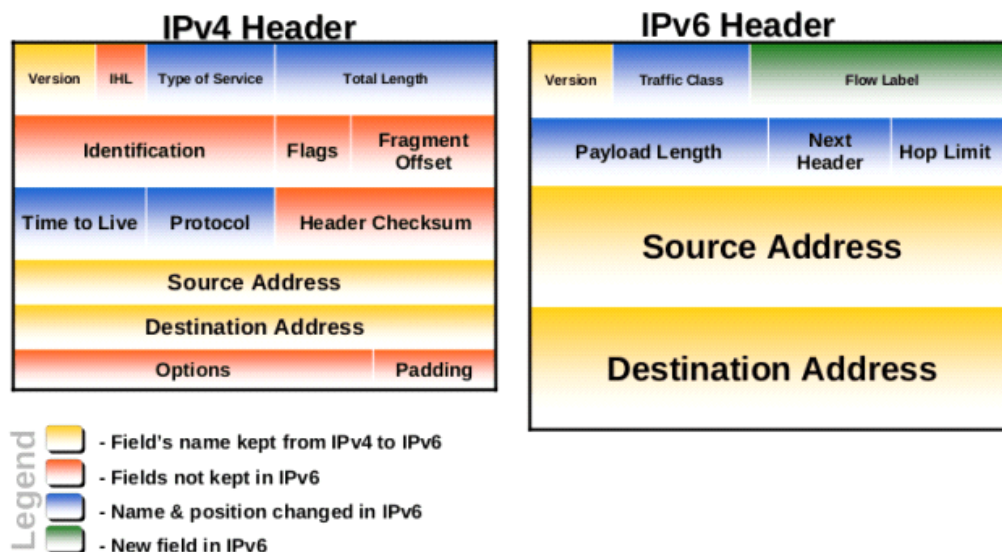 IPv4 Header
Version IHL Type of Service Total Length
Identification Flags Fragment Offset
Time to Live Protocol Header Checksum
Source Address
Destination Address
Options Padding
IPv6 Header
Version Traffic Class Flow Label
Payload Length Next Header Hop Limit
Source Address
Destination Address
Legend
- Field's name kept from IPv4 to IPv6
- Fields not kept in IPv6
- Name & position changed in IPv6
- New field in IPv6